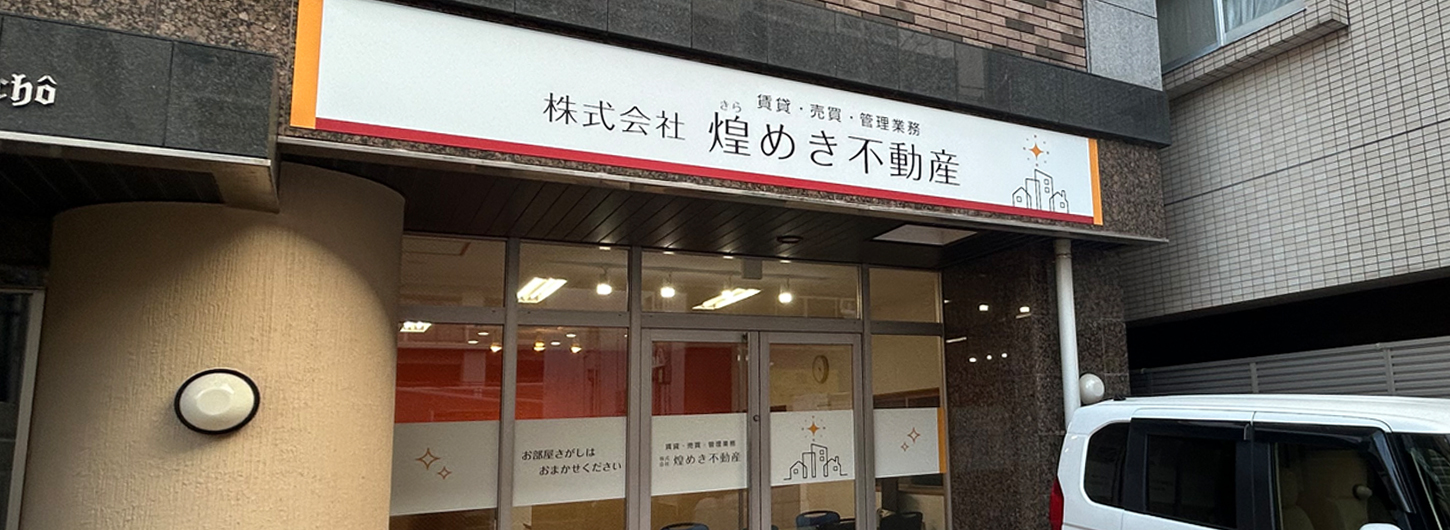 chô
賃貸・売買・管理業務
株式会社 煌めき不動産
きら
お部屋さがしは
おまかせください
賃貸・売買・管理業務
株式会社 煌めき不動産